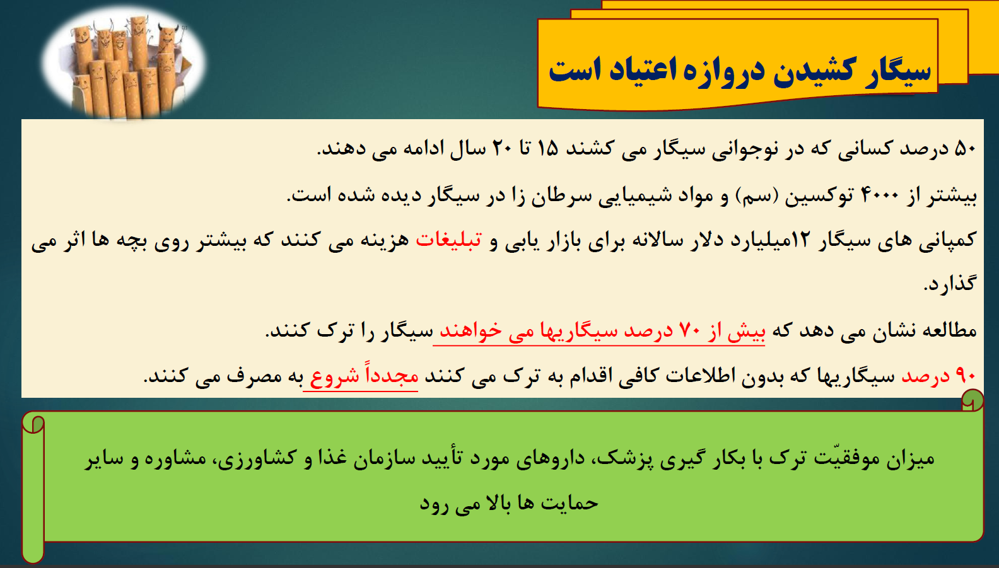 سیگار کشیدن دروازه اعتیاد است
۵۰ درصد کسانی که در نوجوانی سیگار می کشند ۱۵ تا ۲۰ سال ادامه می دهند.
بیشتر از ۴۰۰۰ توکسین (سم) و مواد شیمیایی سرطان زا در سیگار دیده شده است.
کمپانی های سیگار ۱۲میلیارد دلار سالانه برای بازار یابی و تبلیغات هزینه می کنند که بیشتر روی بچه ها اثر می
گذارد.
مطالعه نشان می دهد که بیش از ۷۰ درصد سیگاریها می خواهند سیگار را ترک کنند.
۹۰ درصد سیگاریها که بدون اطلاعات کافی اقدام به ترک می کنند مجدداً شروع به مصرف می کنند.
میزان موفقیّت ترک با بکار گیری پزشک، داروهای مورد تأیید سازمان غذا و کشاورزی، مشاوره و سایر
حمایت ها بالا می رود